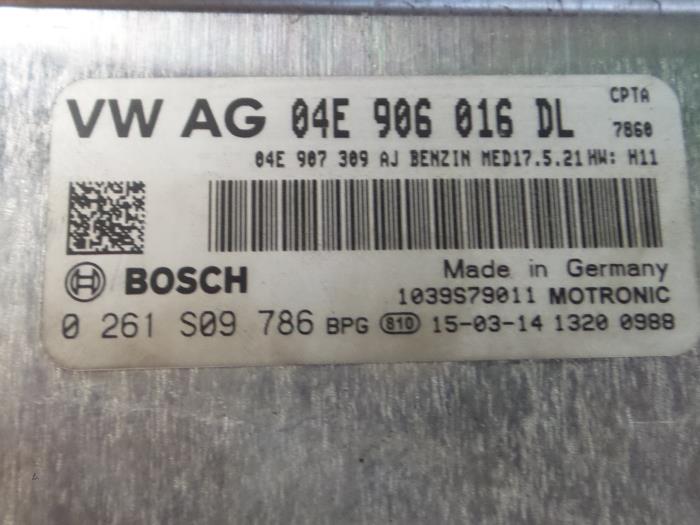 VW AG 04E 906 016 DL CPTA
7860
04E 907 309 AJ BENZIN MED17.5.21 HW: H11
BOSCH
Made in Germany
1039S79011 MOTRONIC
0 261 S09 786 BPG 810 15-03-14 1320 0988